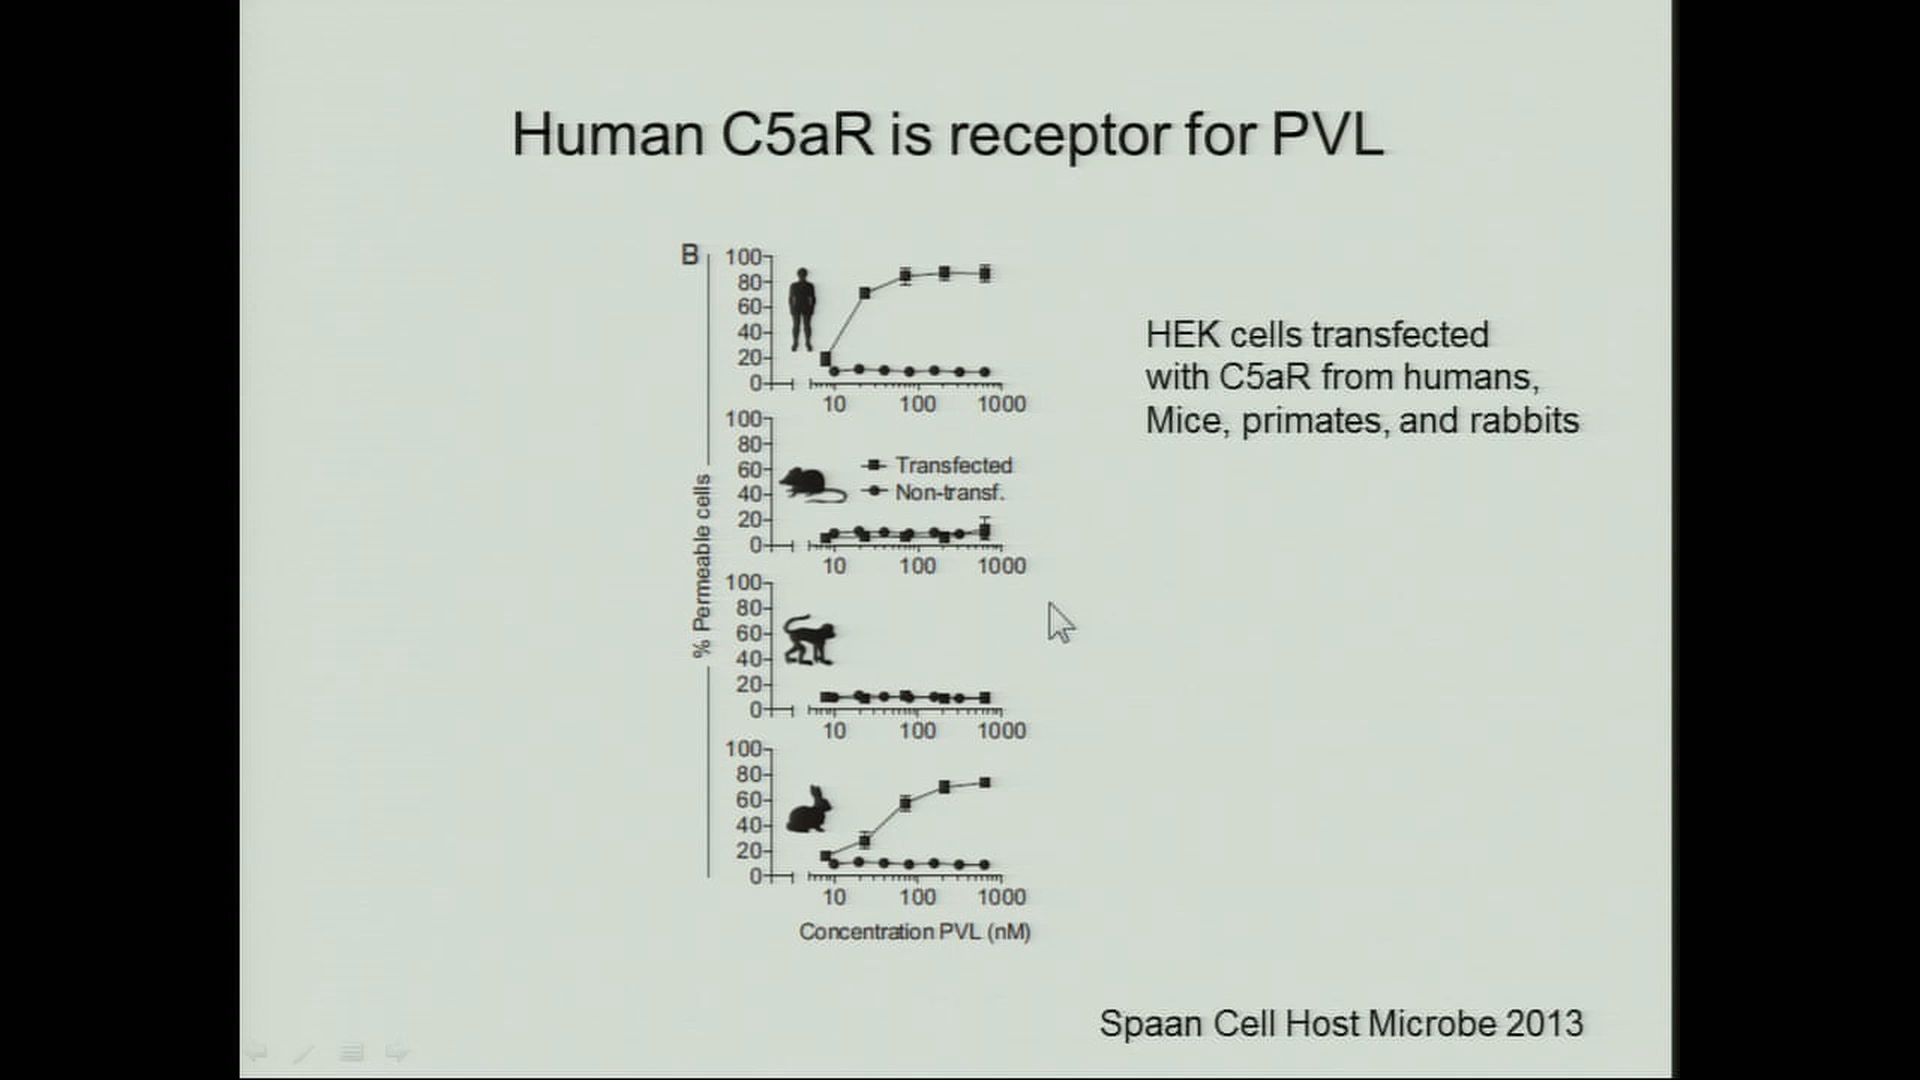 Human C5aR is receptor for PVL
B
100
80
60
40
20
0
10 100 1000
100
80
60
40
20
0
Transfected
Non-transf.
10 100 1000
100
80
60
40
20
0
10 100 1000
100
80
60
40
20
0
10 100 1000
% Permeable cells
Concentration PVL (nM)
HEK cells transfected
with C5aR from humans,
Mice, primates, and rabbits
Spaan Cell Host Microbe 2013